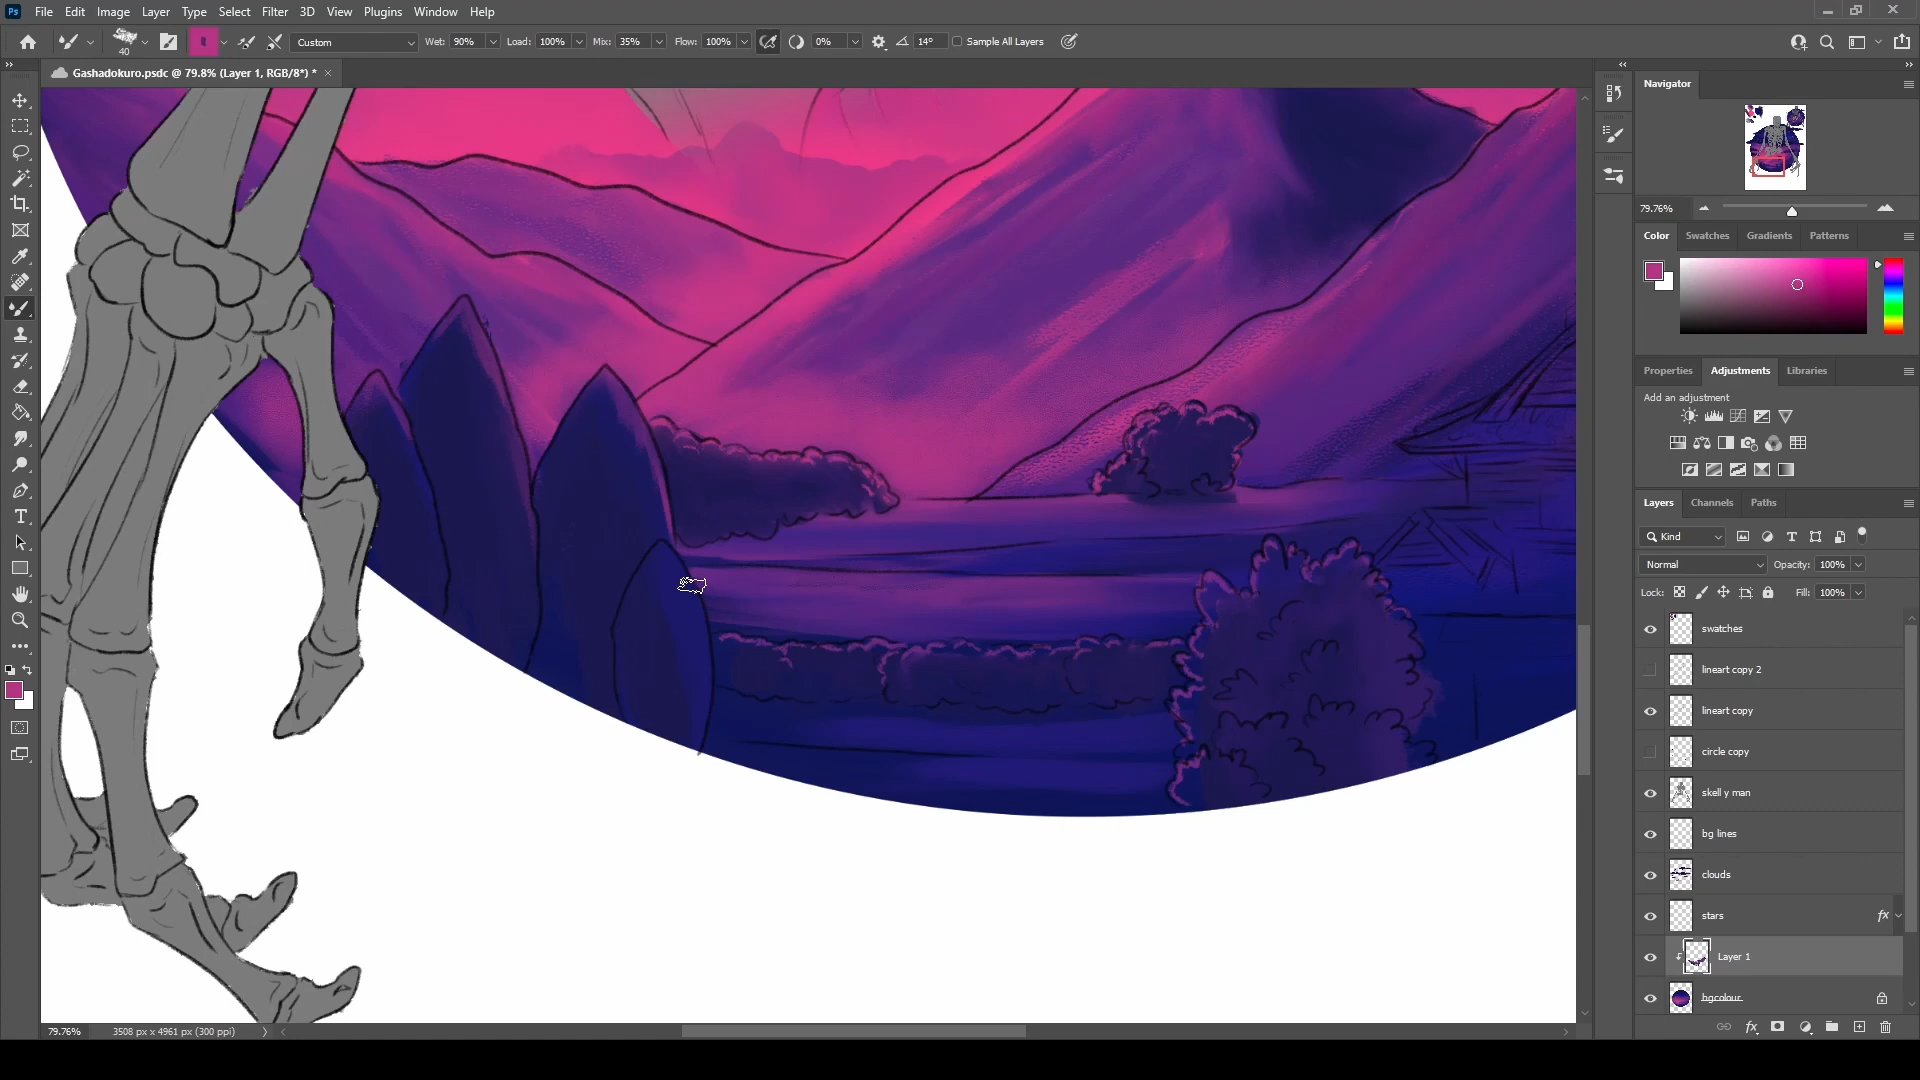 Ps File Edit Image Layer Type Select Filter 3D View Plugins Window Help
40 Custom Wet: 90% Load: 100% Mix: 35% Flow: 100% 0% 14° Sample All Layers
Gashadokuro.psdc @ 79.8% (Layer 1, RGB/8*) * ×
Navigator
79.76%
Color Swatches Gradients Patterns
Properties Adjustments Libraries
Add an adjustment
Layers Channels Paths
Kind
Normal Opacity: 100%
Lock: Fill: 100%
swatches
lineart copy 2
lineart copy
circle copy
skell y man
bg lines
clouds
stars fx
Layer 1
bgcolour
79.76% 3508 px x 4961 px (300 ppi)
fx